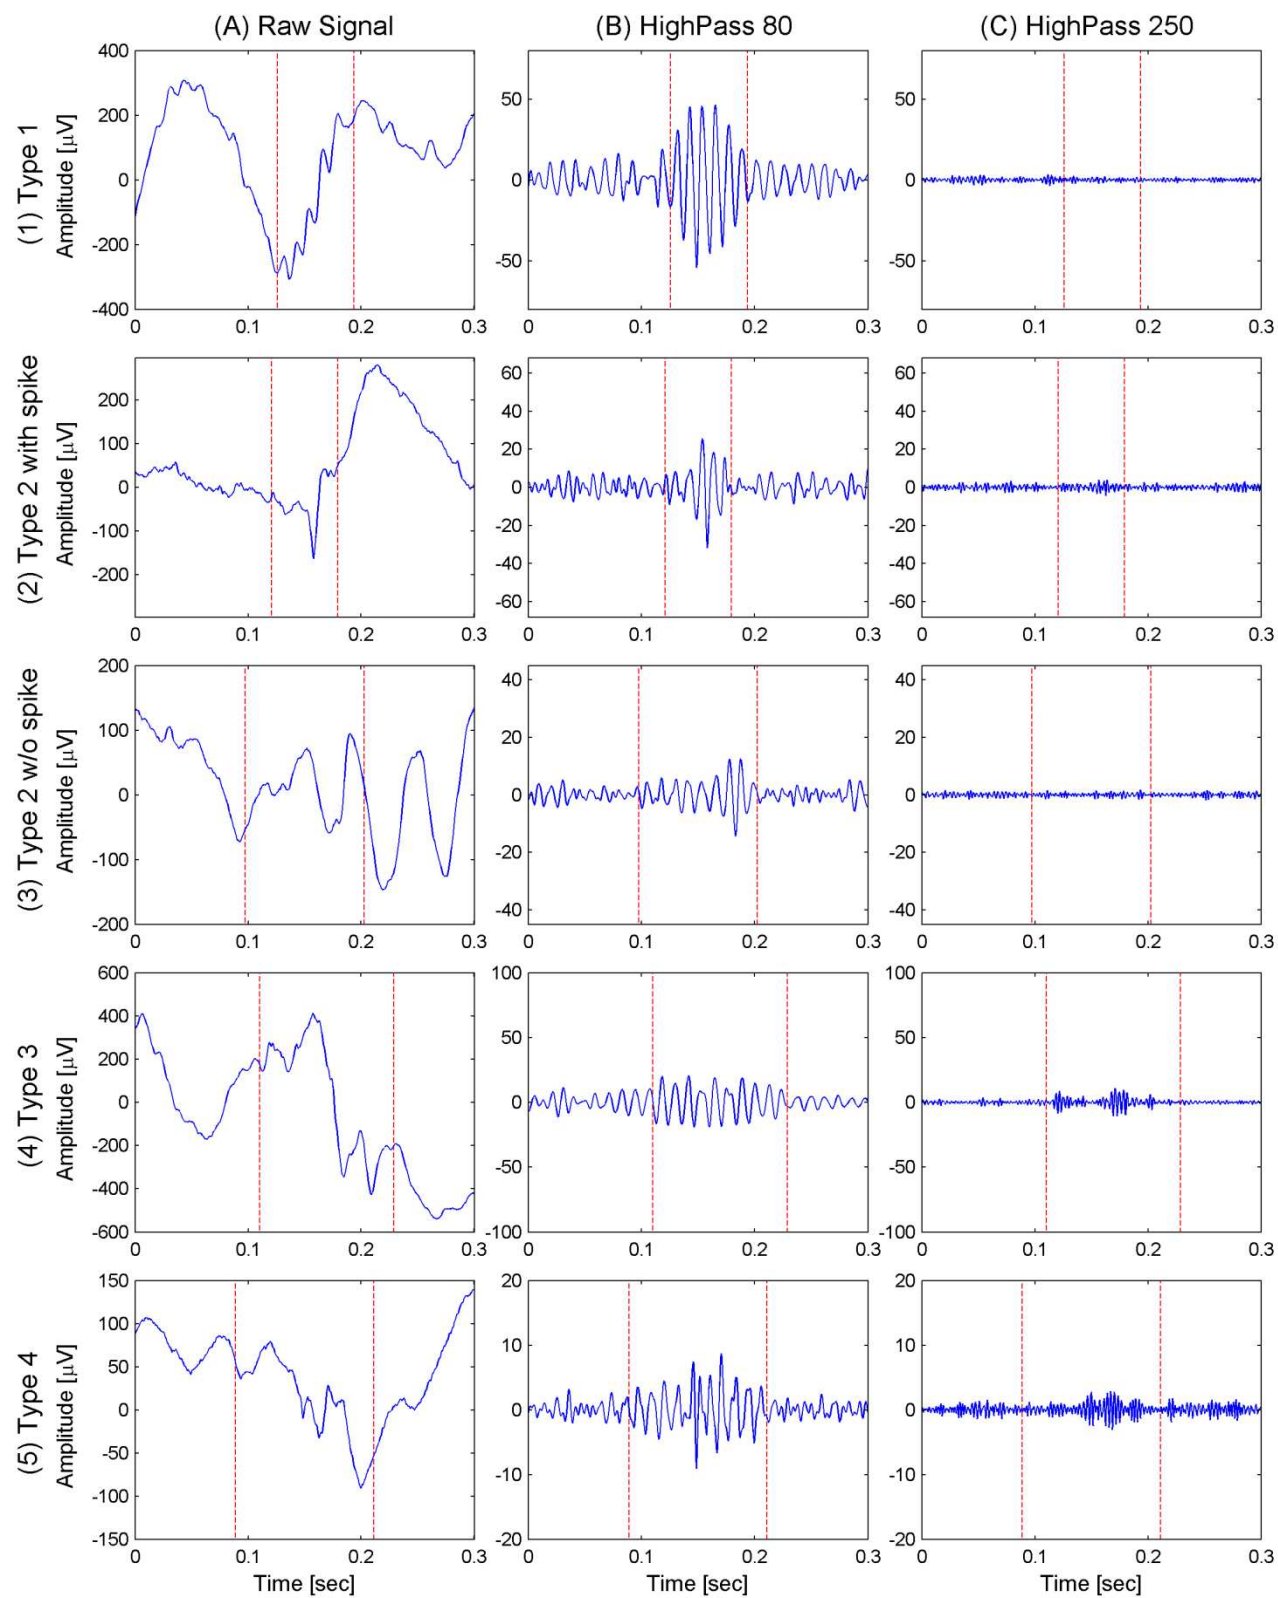 (A) Raw Signal (B) HighPass 80 (C) HighPass 250
(1) Type 1
Amplitude [μV]
400
200
0
-200
-400
0 0.1 0.2 0.3
50
0
-50
0 0.1 0.2 0.3
50
0
-50
0 0.1 0.2 0.3
(2) Type 2 with spike
Amplitude [μV]
200
100
0
-100
-200
0 0.1 0.2 0.3
60
40
20
0
-20
-40
-60
0 0.1 0.2 0.3
60
40
20
0
-20
-40
-60
0 0.1 0.2 0.3
(3) Type 2 w/o spike
Amplitude [μV]
200
100
0
-100
-200
0 0.1 0.2 0.3
40
20
0
-20
-40
0 0.1 0.2 0.3
40
20
0
-20
-40
0 0.1 0.2 0.3
(4) Type 3
Amplitude [μV]
600
400
200
0
-200
-400
-600
0 0.1 0.2 0.3
100
50
0
-50
-100
0 0.1 0.2 0.3
100
50
0
-50
-100
0 0.1 0.2 0.3
(5) Type 4
Amplitude [μV]
150
100
50
0
-50
-100
-150
0 0.1 0.2 0.3
Time [sec]
20
10
0
-10
-20
0 0.1 0.2 0.3
Time [sec]
20
10
0
-10
-20
0 0.1 0.2 0.3
Time [sec]